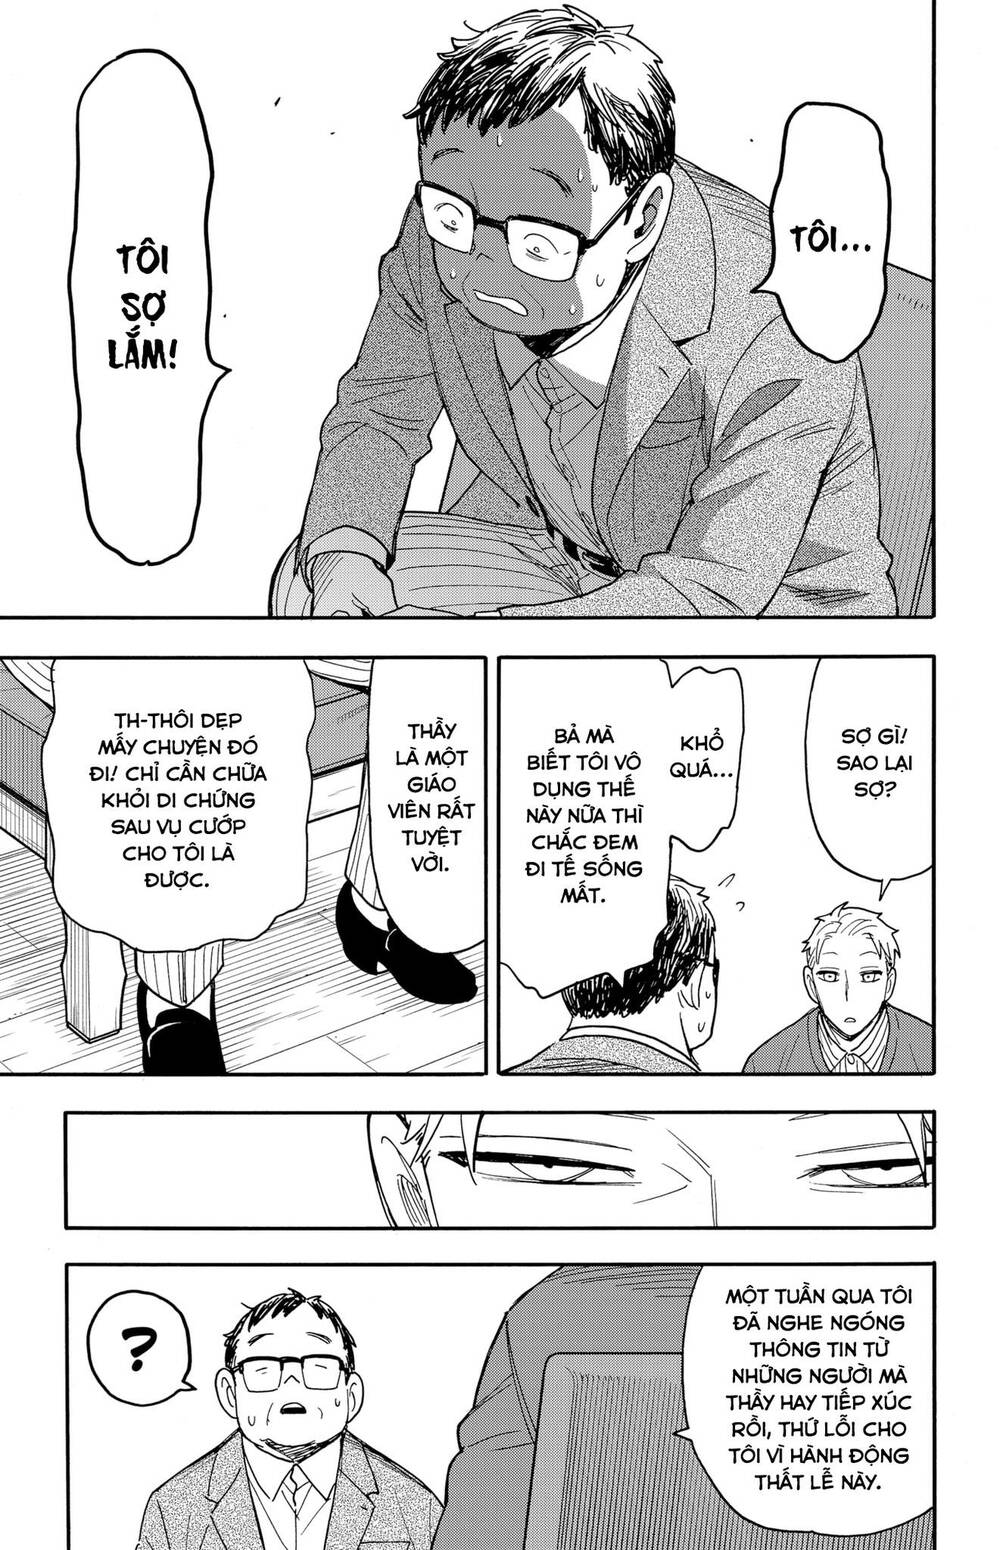 TÔI...
TÔI
SỢ
LẮM!
SỢ GÌ!
SAO LẠI
SỢ?
KHỔ
QUÁ...
BẢ MÀ
BIẾT TÔI VÔ
DỤNG THẾ
NÀY NỮA THÌ
CHẮC ĐEM
ĐI TẾ SỐNG
MẤT.
THẦY
LÀ MỘT
GIÁO
VIÊN RẤT
TUYỆT
VỜI.
TH-THÔI DẸP
MẤY CHUYỆN ĐÓ
ĐI! CHỈ CẦN CHỮA
KHỎI DI CHỨNG
SAU VỤ CƯỚP
CHO TÔI LÀ
ĐƯỢC.
MỘT TUẦN QUA TÔI
ĐÃ NGHE NGÓNG
THÔNG TIN TỪ
NHỮNG NGƯỜI MÀ
THẦY HAY TIẾP XÚC
RỒI, THỨ LỖI CHO
TÔI VÌ HÀNH ĐỘNG
THẤT LỄ NÀY.
?